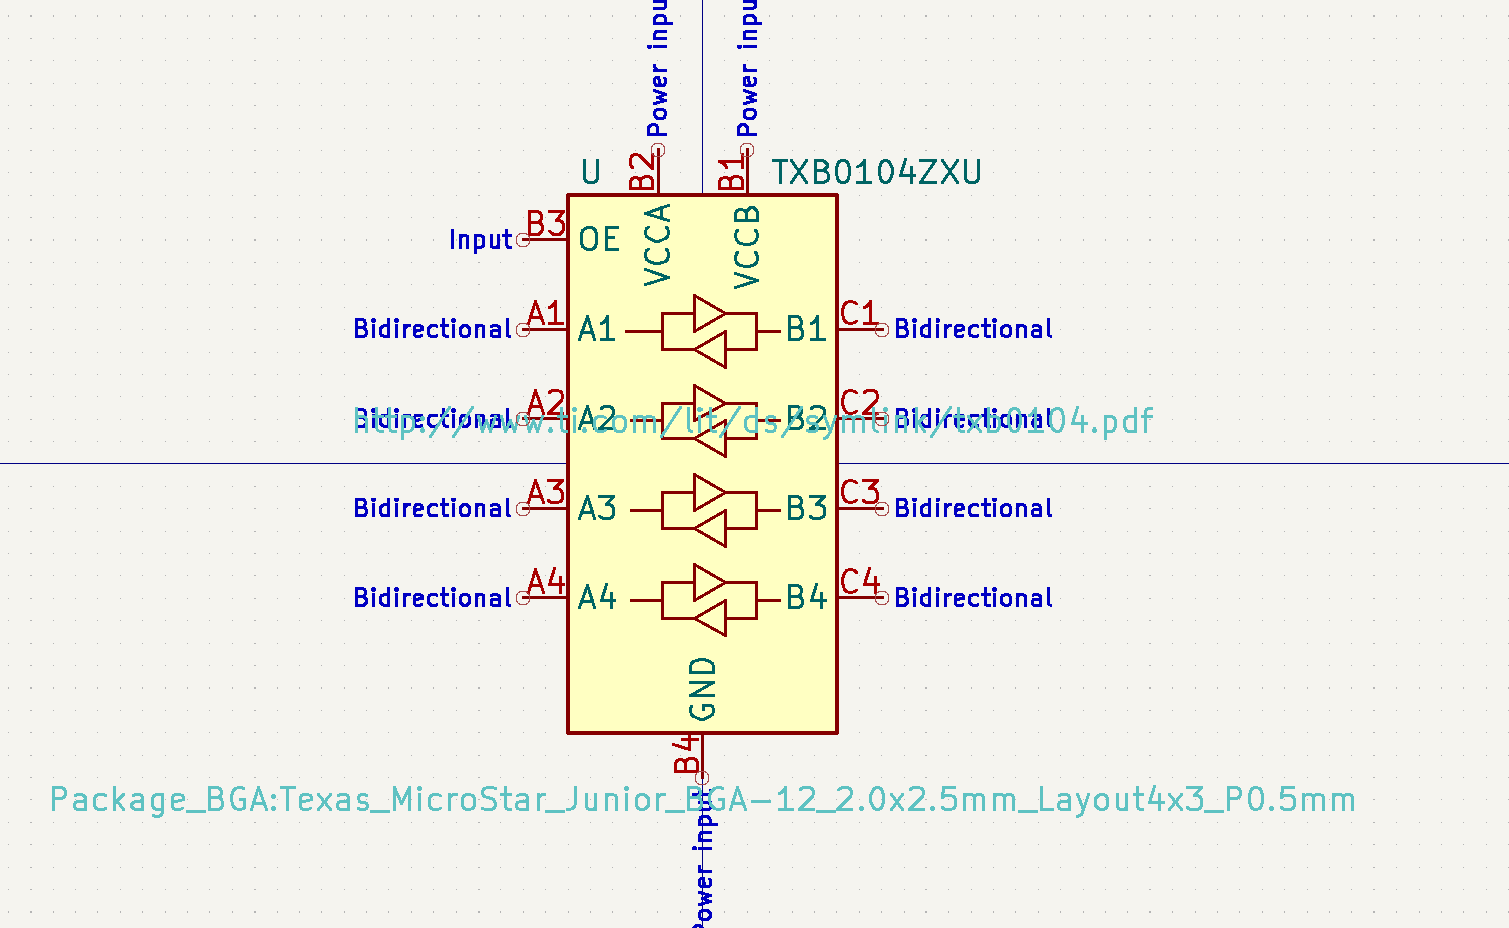 Power inpu
Power inpu
U
B2
B1
TXB0104ZXU
VCCA
VCCB
Input
B3
OE
Bidirectional
A1
A1
B1
C1
Bidirectional
Bidirectional
A2
A2
B2
C2
Bidirectional
http://www.ti.com/lit/ds/symlink/txb0104.pdf
Bidirectional
A3
A3
B3
C3
Bidirectional
Bidirectional
A4
A4
B4
C4
Bidirectional
GND
B4
Package_BGA:Texas_MicroStar_Junior_BGA-12_2.0x2.5mm_Layout4x3_P0.5mm
Power input